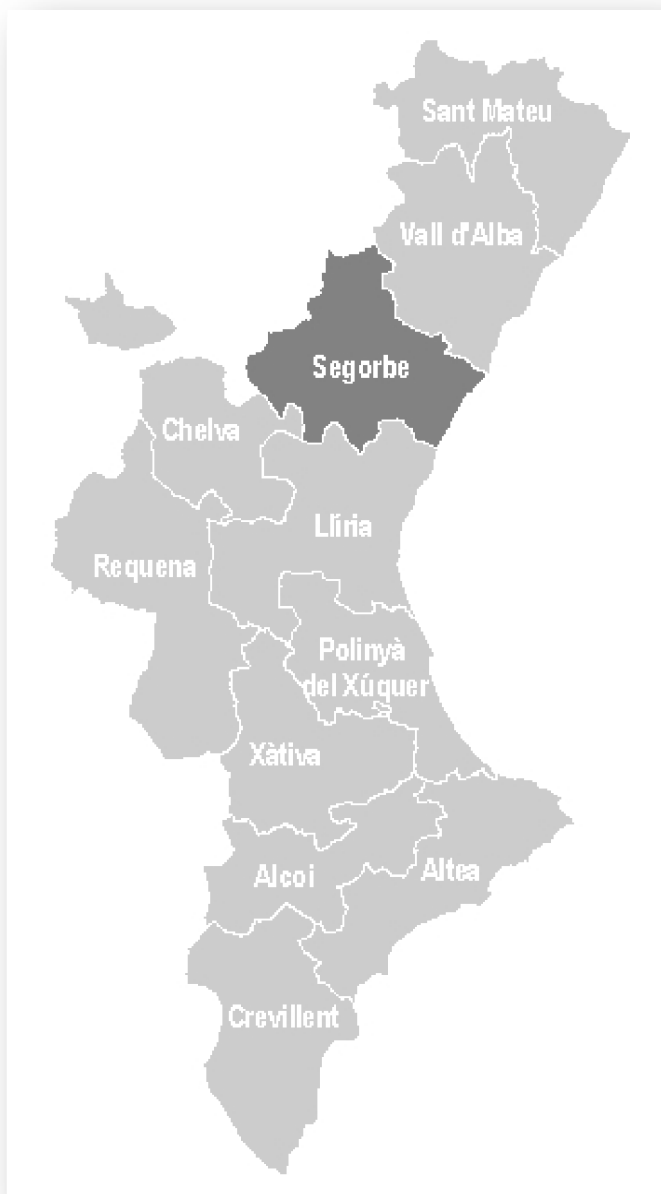 Sant Mateu
Vall d'Alba
Segorbe
Chelva
Llíria
Requena
Polinyà
del Xúquer
Xàtiva
Alcoi
Altea
Crevillent